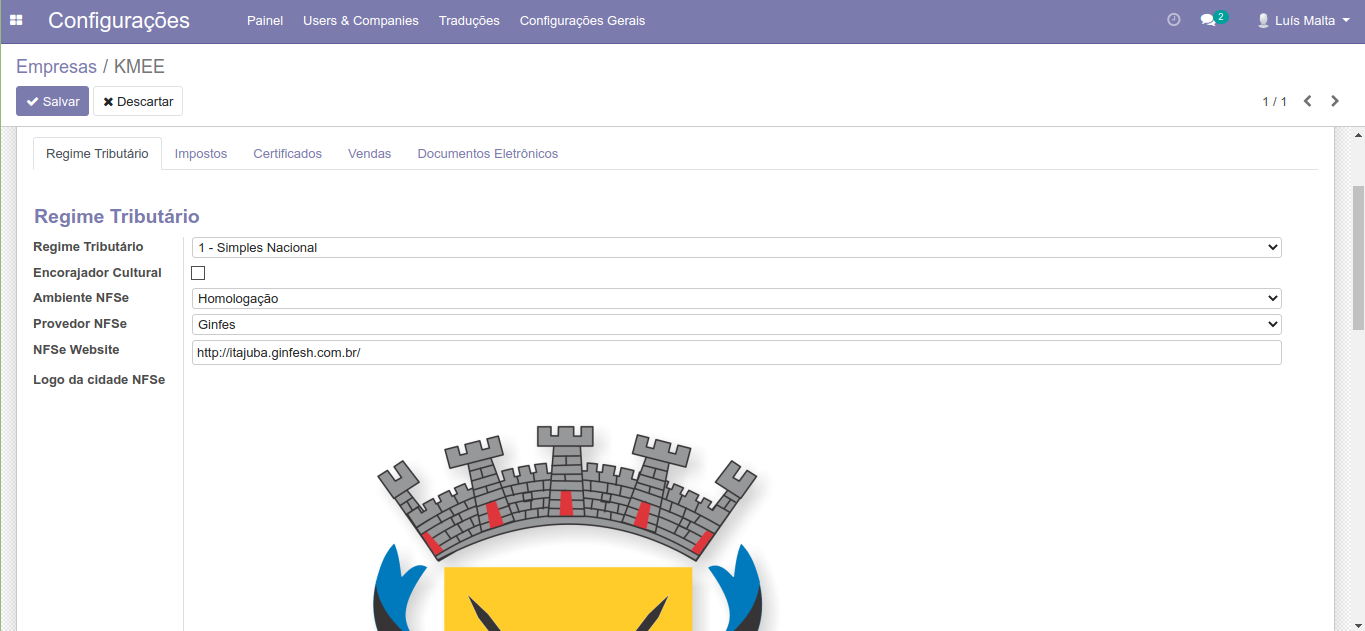 Configurações Painel Users & Companies Traduções Configurações Gerais 2 Luís Malta
Empresas / KMEE
Salvar Descartar 1 / 1
Regime Tributário Impostos Certificados Vendas Documentos Eletrônicos
Regime Tributário
Regime Tributário 1 - Simples Nacional
Encorajador Cultural
Ambiente NFSe Homologação
Provedor NFSe Ginfes
NFSe Website http://itajuba.ginfesh.com.br/
Logo da cidade NFSe